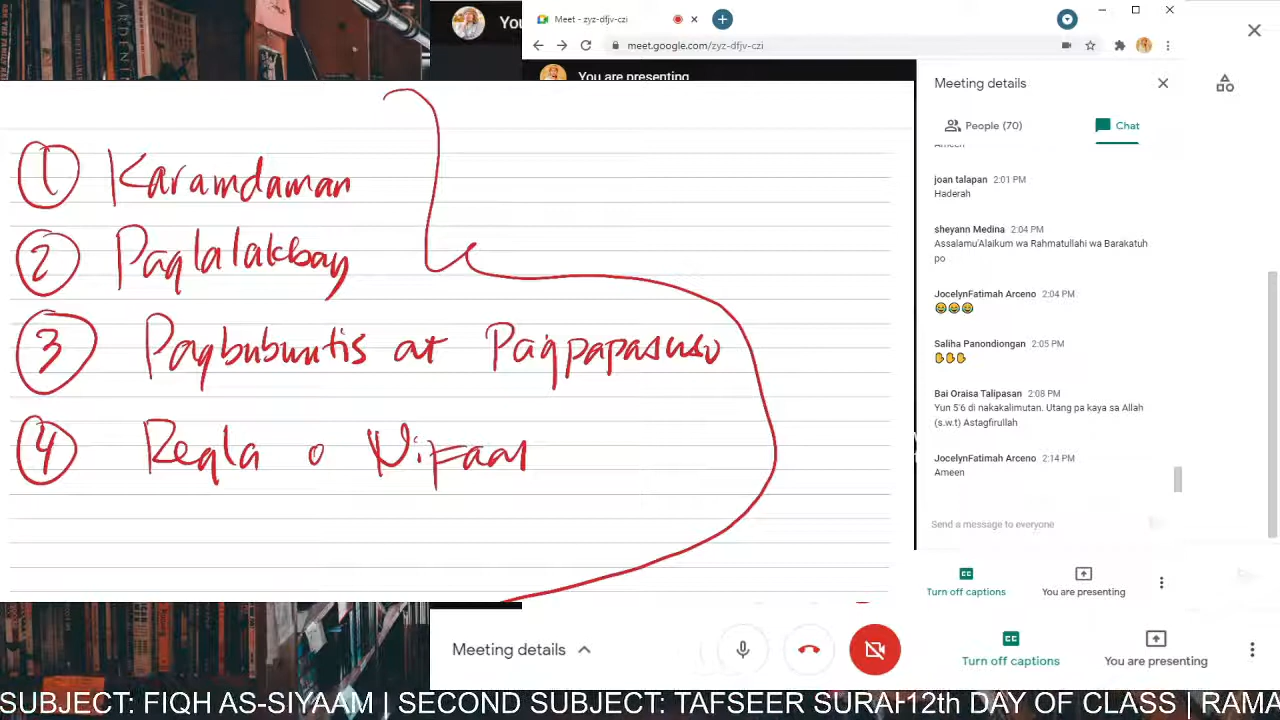 You
Meet - zyz-dfjv-czi
meet.google.com/zyz-dfjv-czi
You are presenting
Meeting details
People (70)
Chat
Ameen
joan talapan 2:01 PM
Haderah
sheyann Medina 2:04 PM
Assalamu'Alaikum wa Rahmatullahi wa Barakatuh
po
JocelynFatimah Arceno 2:04 PM
😂😂😂
Saliha Panondiongan 2:05 PM
✋✋✋
Bai Oraisa Talipasan 2:08 PM
Yun 5'6 di nakakalimutan. Utang pa kaya sa Allah
(s.w.t) Astagfirullah
JocelynFatimah Arceno 2:14 PM
Ameen
Send a message to everyone
CC
Turn off captions
You are presenting
1 Karamdaman
2 Paglalakbay
3 Pagbubuntis at Pagpapasuso
4 Regla o Nifaas
Meeting details
CC
Turn off captions
You are presenting
SUBJECT: FIQH AS-SIYAAM | SECOND SUBJECT: TAFSEER SURAH 12th DAY OF CLASS | RAMA